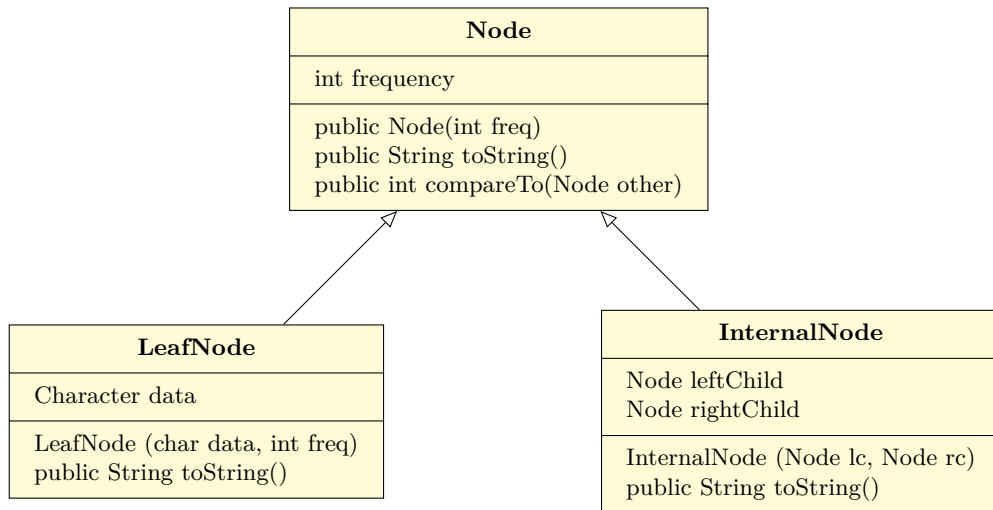 Node
int frequency
public Node(int freq)
public String toString()
public int compareTo(Node other)
LeafNode
Character data
LeafNode (char data, int freq)
public String toString()
InternalNode
Node leftChild
Node rightChild
InternalNode (Node lc, Node rc)
public String toString()